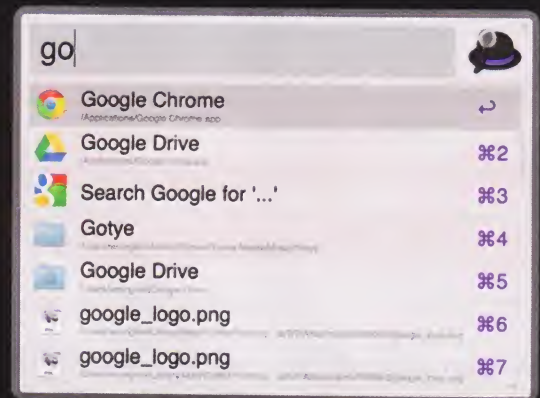 go
Google Chrome
/Applications/Google Chrome.app
↩
Google Drive
⌘2
Search Google for '...'
⌘3
Gotye
⌘4
Google Drive
⌘5
google_logo.png
⌘6
google_logo.png
⌘7